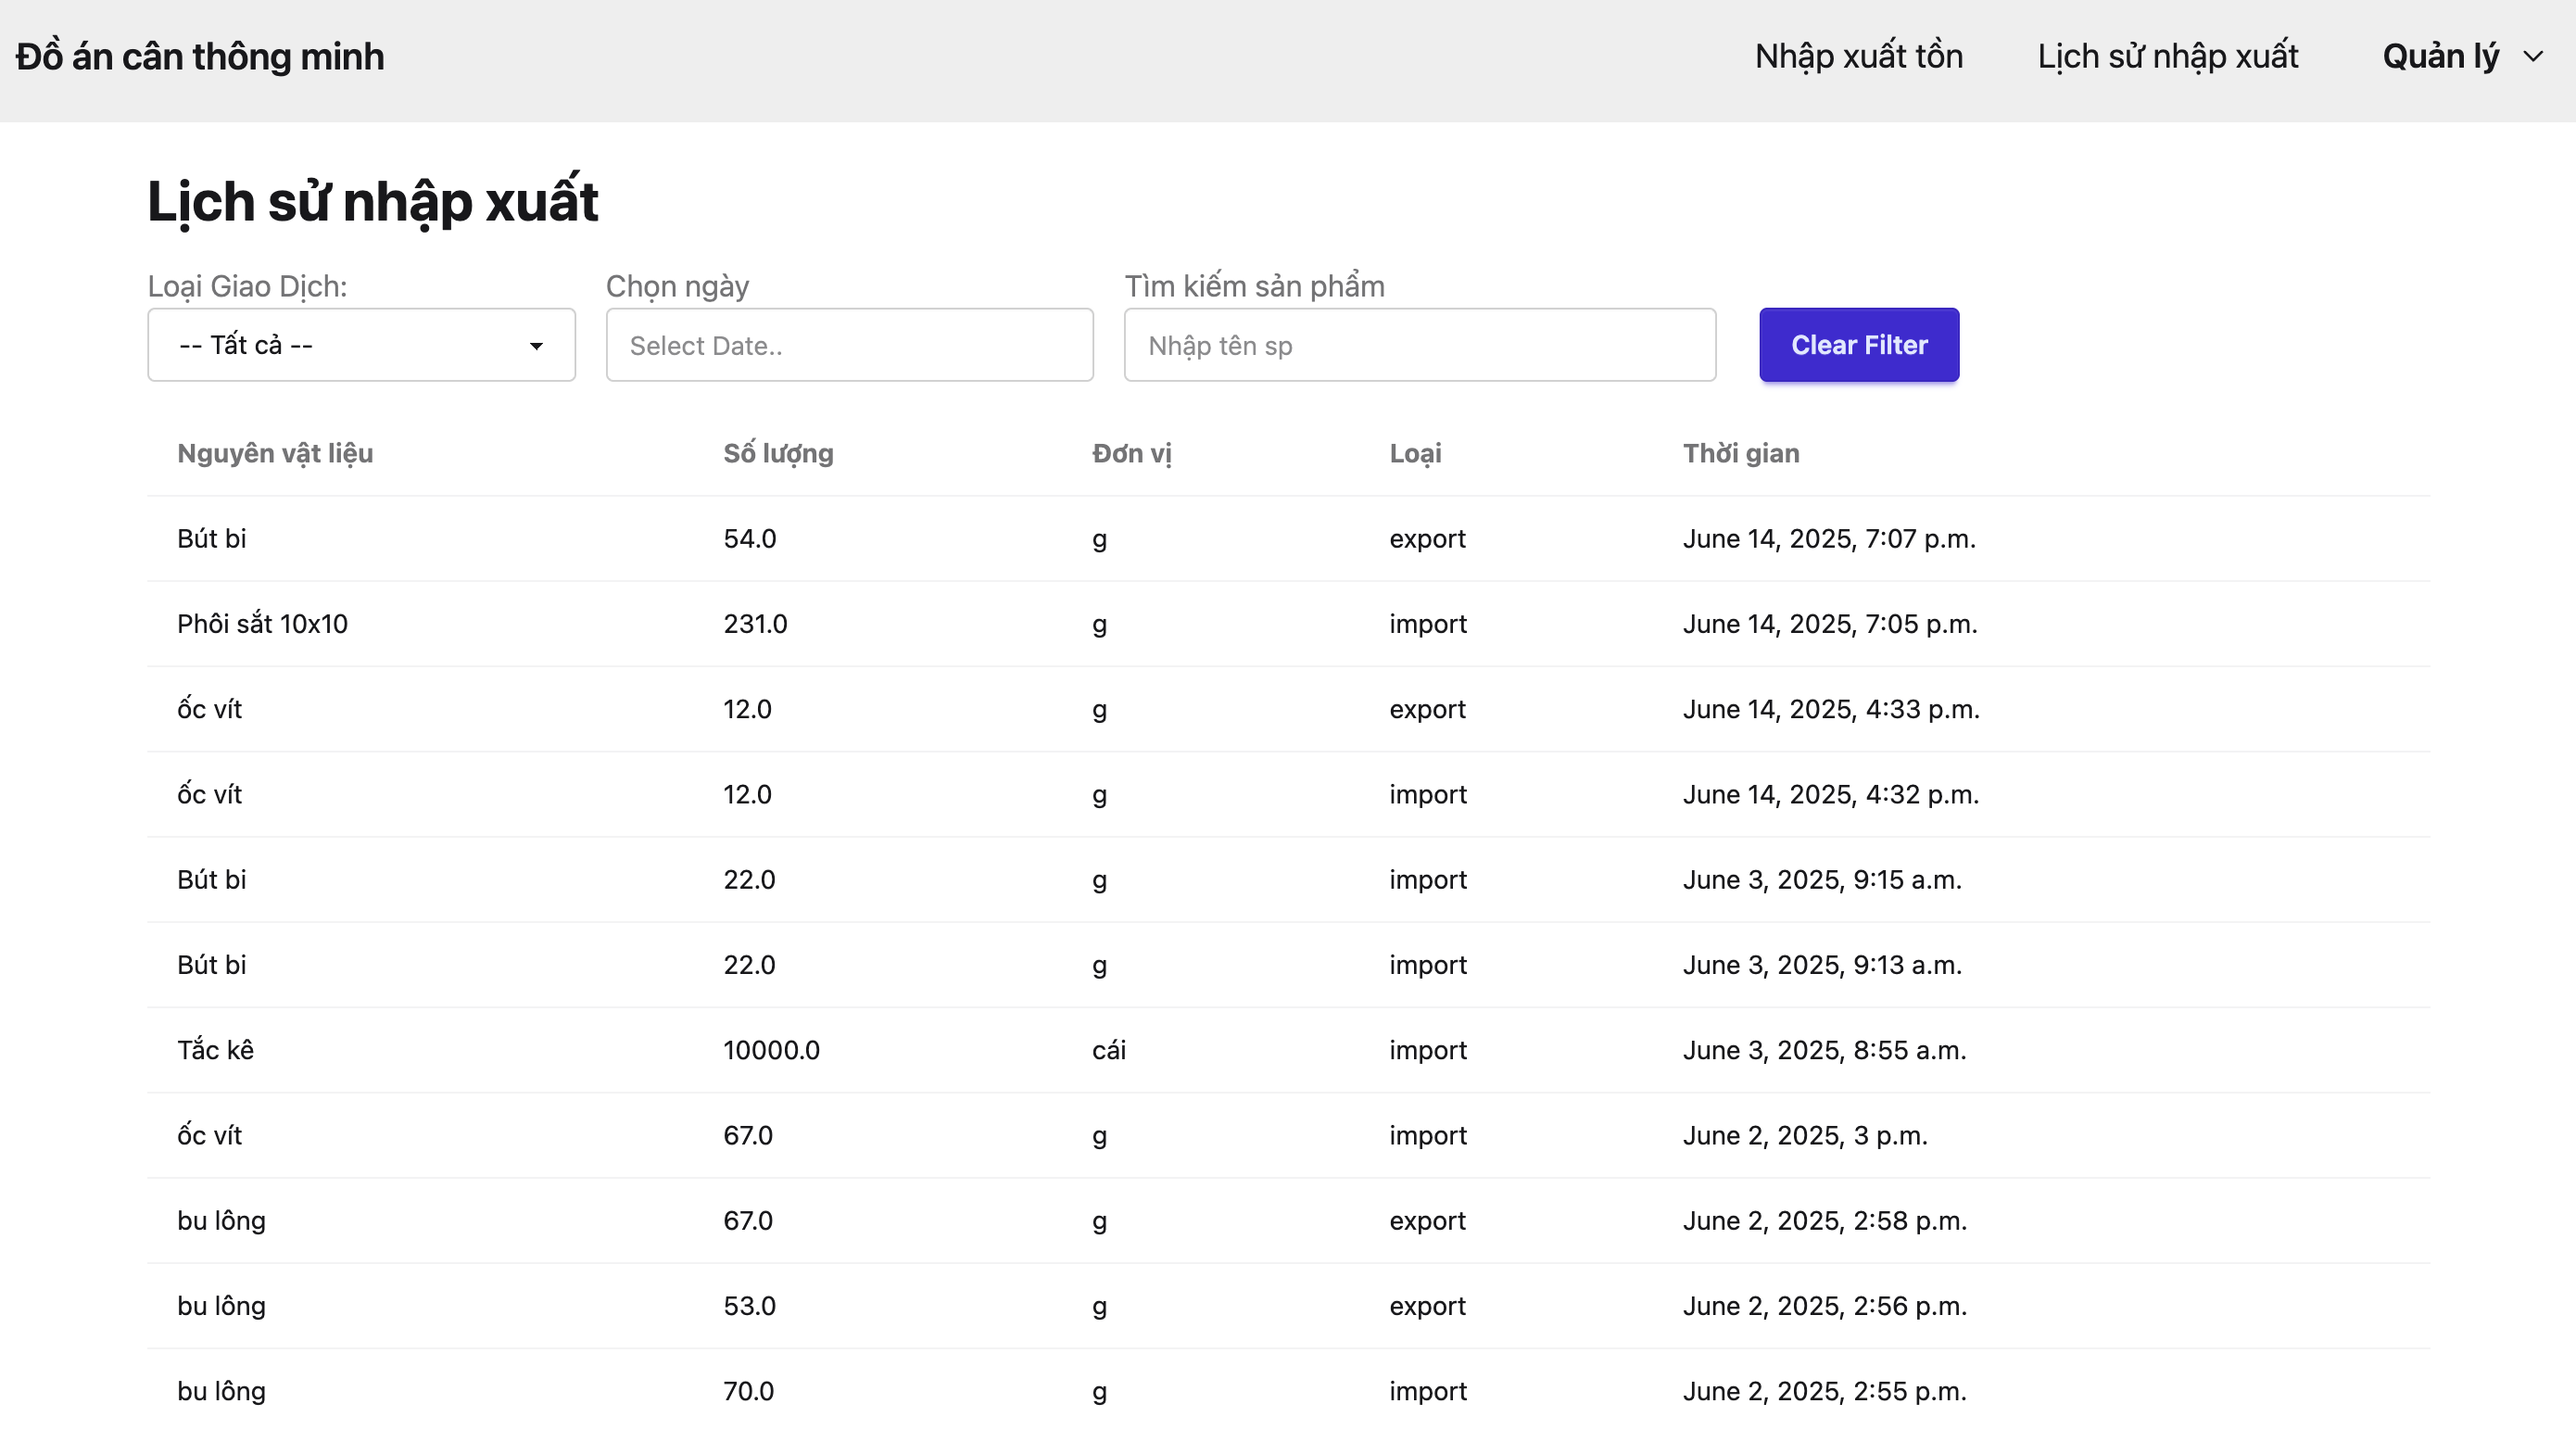 Đồ án cân thông minh Nhập xuất tồn Lịch sử nhập xuất Quản lý
Lịch sử nhập xuất
Loại Giao Dịch: Chọn ngày Tìm kiếm sản phẩm
-- Tất cả -- Select Date.. Nhập tên sp Clear Filter
Nguyên vật liệu Số lượng Đơn vị Loại Thời gian
Bút bi 54.0 g export June 14, 2025, 7:07 p.m.
Phôi sắt 10x10 231.0 g import June 14, 2025, 7:05 p.m.
ốc vít 12.0 g export June 14, 2025, 4:33 p.m.
ốc vít 12.0 g import June 14, 2025, 4:32 p.m.
Bút bi 22.0 g import June 3, 2025, 9:15 a.m.
Bút bi 22.0 g import June 3, 2025, 9:13 a.m.
Tắc kê 10000.0 cái import June 3, 2025, 8:55 a.m.
ốc vít 67.0 g import June 2, 2025, 3 p.m.
bu lông 67.0 g export June 2, 2025, 2:58 p.m.
bu lông 53.0 g export June 2, 2025, 2:56 p.m.
bu lông 70.0 g import June 2, 2025, 2:55 p.m.